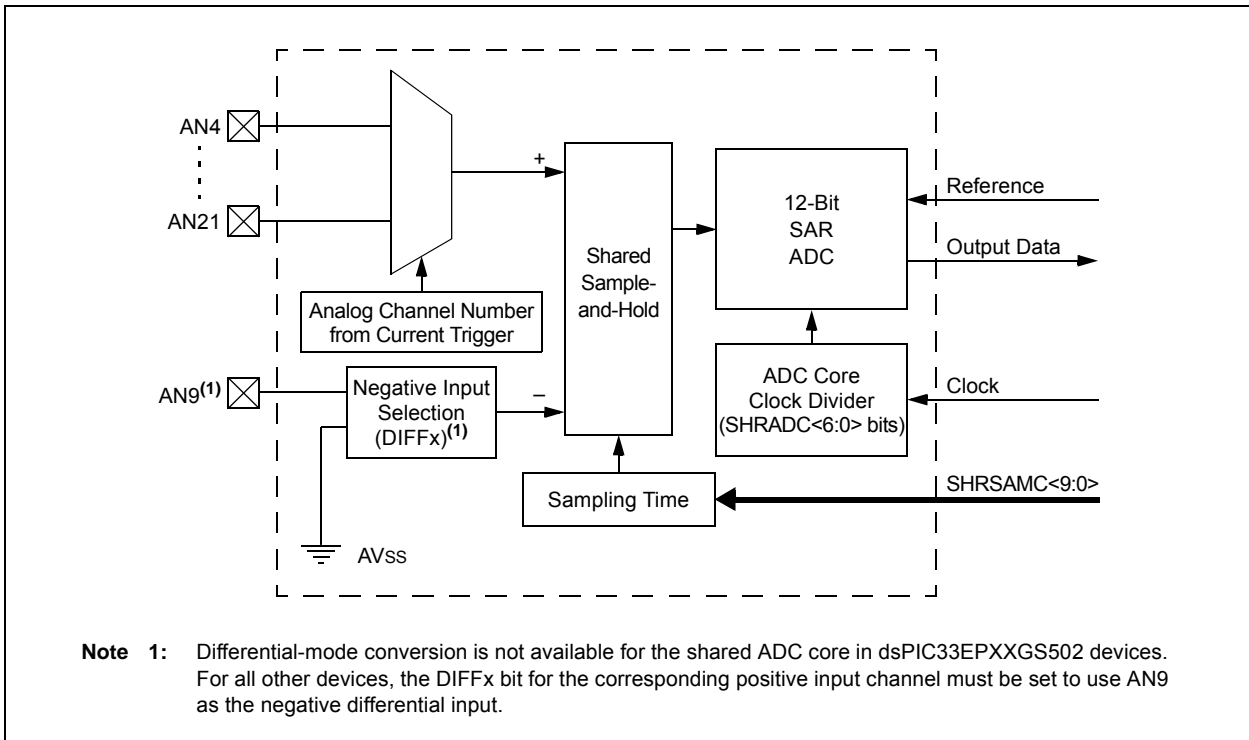 AN4
AN21
AN9(1)
+
–
Analog Channel Number
from Current Trigger
Negative Input
Selection
(DIFFx)(1)
AVSS
Shared
Sample-
and-Hold
Sampling Time
12-Bit
SAR
ADC
ADC Core
Clock Divider
(SHRADC<6:0> bits)
Reference
Output Data
Clock
SHRSAMC<9:0>
Note 1: Differential-mode conversion is not available for the shared ADC core in dsPIC33EPXXGS502 devices.
For all other devices, the DIFFx bit for the corresponding positive input channel must be set to use AN9
as the negative differential input.